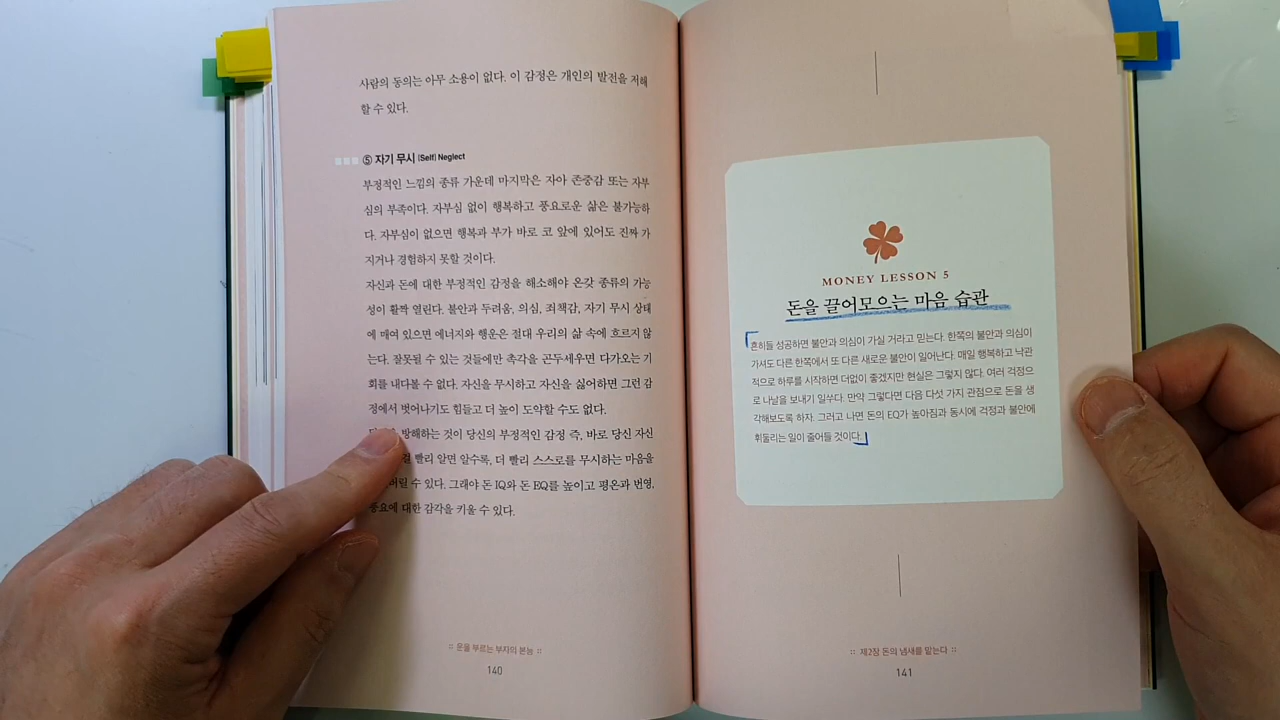 사람의 동의는 아무 소용이 없다. 이 감정은 개인의 발전을 저해
할 수 있다.
⑤ 자기 무시 (Self) Neglect
부정적인 느낌의 종류 가운데 마지막은 자아 존중감 또는 자부
심의 부족이다. 자부심 없이 행복하고 풍요로운 삶은 불가능하
다. 자부심이 없으면 행복과 부가 바로 코 앞에 있어도 진짜 가
지거나 경험하지 못할 것이다.
자신과 돈에 대한 부정적인 감정을 해소해야 온갖 종류의 가능
성이 활짝 열린다. 불안과 두려움, 의심, 죄책감, 자기 무시 상태
에 매여 있으면 에너지와 행운은 절대 우리의 삶 속에 흐르지 않
는다. 잘못될 수 있는 것들에만 촉각을 곤두세우면 다가오는 기
회를 내다볼 수 없다. 자신을 무시하고 자신을 싫어하면 그런 감
정에서 벗어나기도 힘들고 더 높이 도약할 수도 없다.
방해하는 것이 당신의 부정적인 감정 즉, 바로 당신 자신
걸 빨리 알면 알수록, 더 빨리 스스로를 무시하는 마음을
버릴 수 있다. 그래야 돈 IQ와 돈 EQ를 높이고 평온과 번영,
풍요에 대한 감각을 키울 수 있다.
:: 운을 부르는 부자의 본능 ::
140
MONEY LESSON 5
돈을 끌어모으는 마음 습관
흔히들 성공하면 불안과 의심이 가실 거라고 믿는다. 한쪽의 불안과 의심이
가셔도 다른 한쪽에서 또 다른 새로운 불안이 일어난다. 매일 행복하고 낙관
적으로 하루를 시작하면 더없이 좋겠지만 현실은 그렇지 않다. 여러 걱정으
로 나날을 보내기 일쑤다. 만약 그렇다면 다음 다섯 가지 관점으로 돈을 생
각해보도록 하자. 그러고 나면 돈의 EQ가 높아짐과 동시에 걱정과 불안에
휘둘리는 일이 줄어들 것이다.
:: 제2장 돈의 냄새를 맡는다 ::
141